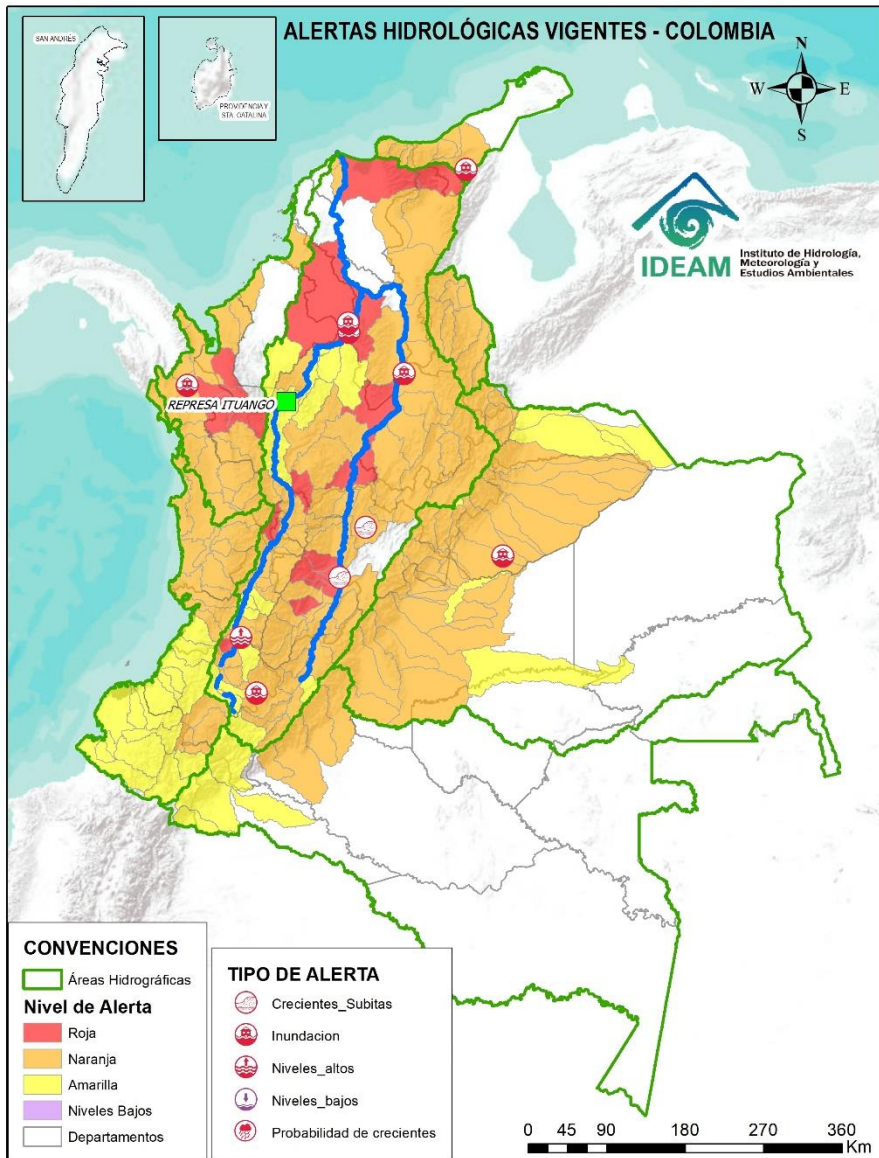 ALERTAS HIDROLÓGICAS VIGENTES - COLOMBIA
SAN ANDRES
PROVIDENCIA Y
STA. CATALINA
N
W
E
S
IDEAM
Instituto de Hidrología,
Meteorología y
Estudios Ambientales
REPRESA ITUANGO
CONVENCIONES
Áreas Hidrográficas
Nivel de Alerta
Roja
Naranja
Amarilla
Niveles Bajos
Departamentos
TIPO DE ALERTA
Crecientes_Subitas
Inundacion
Niveles_altos
Niveles_bajos
Probabilidad de crecientes
0 45 90 180 270 360
Km